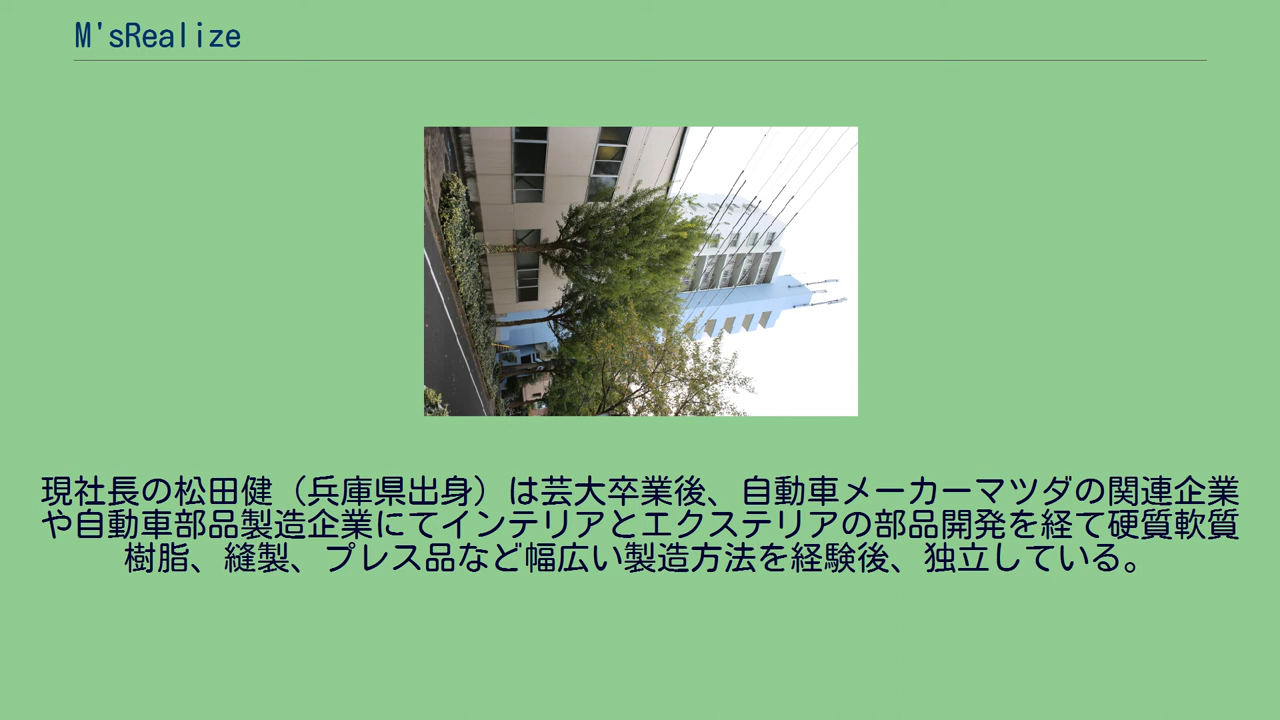 M'sRealize
現社長の松田健（兵庫県出身）は芸大卒業後、自動車メーカーマツダの関連企業
や自動車部品製造企業にてインテリアとエクステリアの部品開発を経て硬質軟質
樹脂、縫製、プレス品など幅広い製造方法を経験後、独立している。